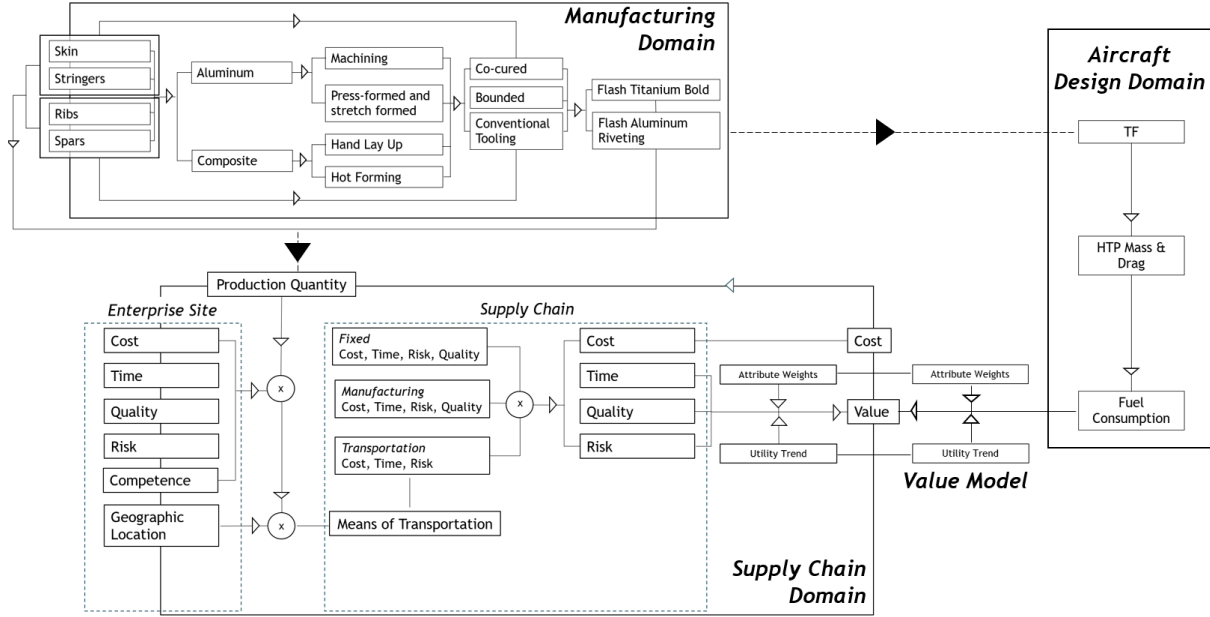 Manufacturing
Domain
Skin
Stringers
Ribs
Spars
Aluminum
Composite
Machining
Press-formed and
stretch formed
Hand Lay Up
Hot Forming
Co-cured
Bounded
Conventional
Tooling
Flash Titanium Bold
Flash Aluminum
Riveting
Aircraft
Design Domain
TF
HTP Mass &
Drag
Fuel
Consumption
Production Quantity
Enterprise Site
Cost
Time
Quality
Risk
Competence
Geographic
Location
x
x
Supply Chain
Fixed
Cost, Time, Risk, Quality
Manufacturing
Cost, Time, Risk, Quality
Transportation
Cost, Time, Risk
Means of Transportation
x
Cost
Time
Quality
Risk
Cost
Value
Attribute Weights
Attribute Weights
Utility Trend
Utility Trend
Value Model
Supply Chain
Domain